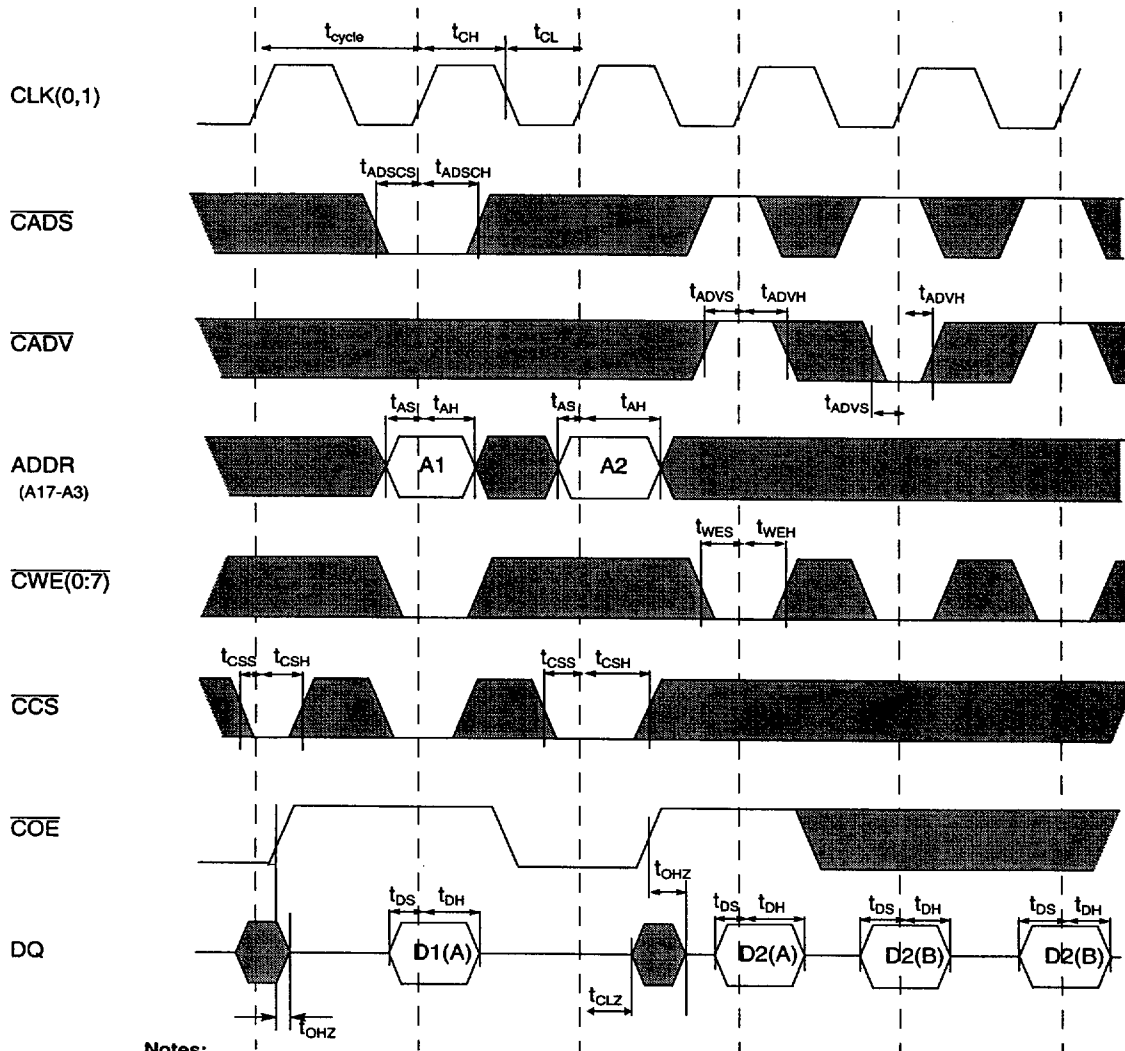 tcycle tCH tCL
CLK(0,1)
tADSCS tADSCH
CADS
tADVS tADVH tADVH
CADV
tADVS
tAS tAH tAS tAH
ADDR A1 A2
(A17-A3)
tWES tWEH
CWE(0:7)
tCSS tCSH tCSS tCSH
CCS
COE
tOHZ
tDS tDH tDS tDH tDS tDH tDS tDH
DQ D1(A) D2(A) D2(B) D2(B)
tCLZ
tOHZ
Notes: